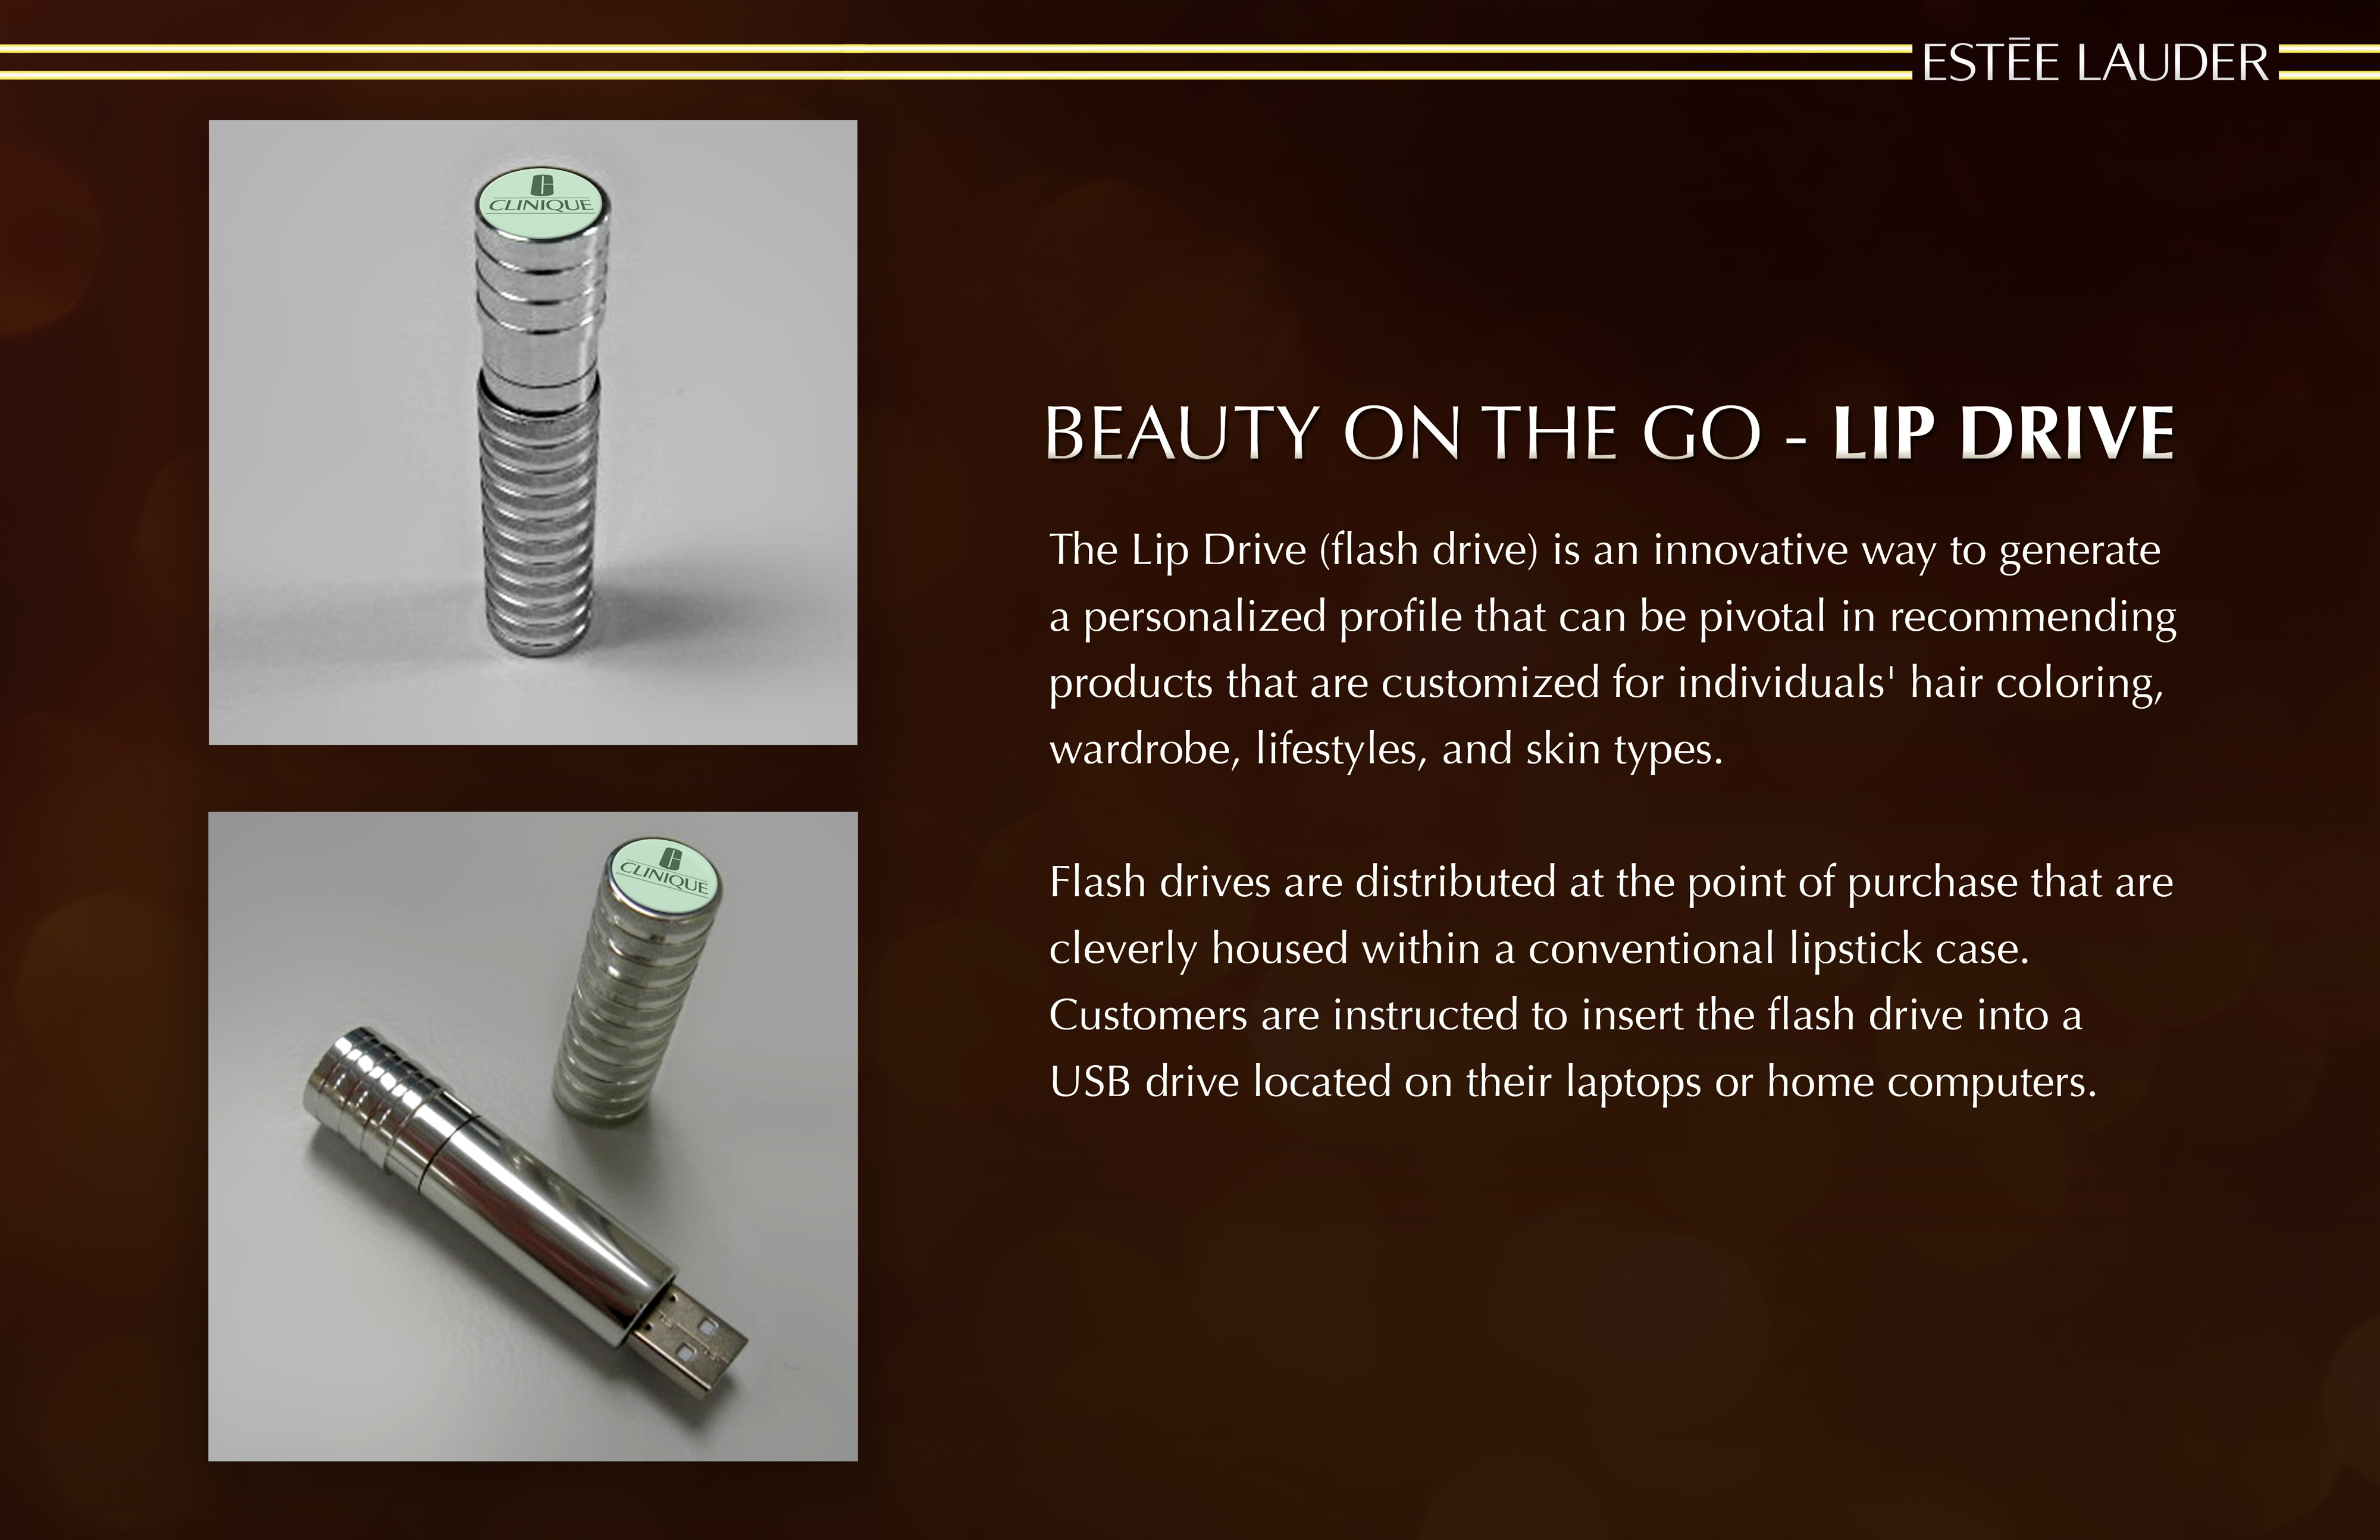 ESTĒE LAUDER
CLINIQUE
BEAUTY ON THE GO - LIP DRIVE
The Lip Drive (flash drive) is an innovative way to generate
a personalized profile that can be pivotal in recommending
products that are customized for individuals' hair coloring,
wardrobe, lifestyles, and skin types.
Flash drives are distributed at the point of purchase that are
cleverly housed within a conventional lipstick case.
Customers are instructed to insert the flash drive into a
USB drive located on their laptops or home computers.
CLINIQUE